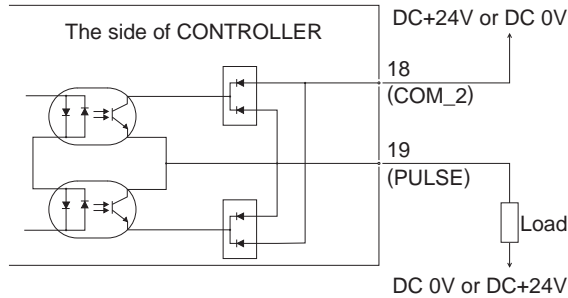 DC+24V or DC 0V
The side of CONTROLLER
18
(COM_2)
19
(PULSE)
Load
DC 0V or DC+24V